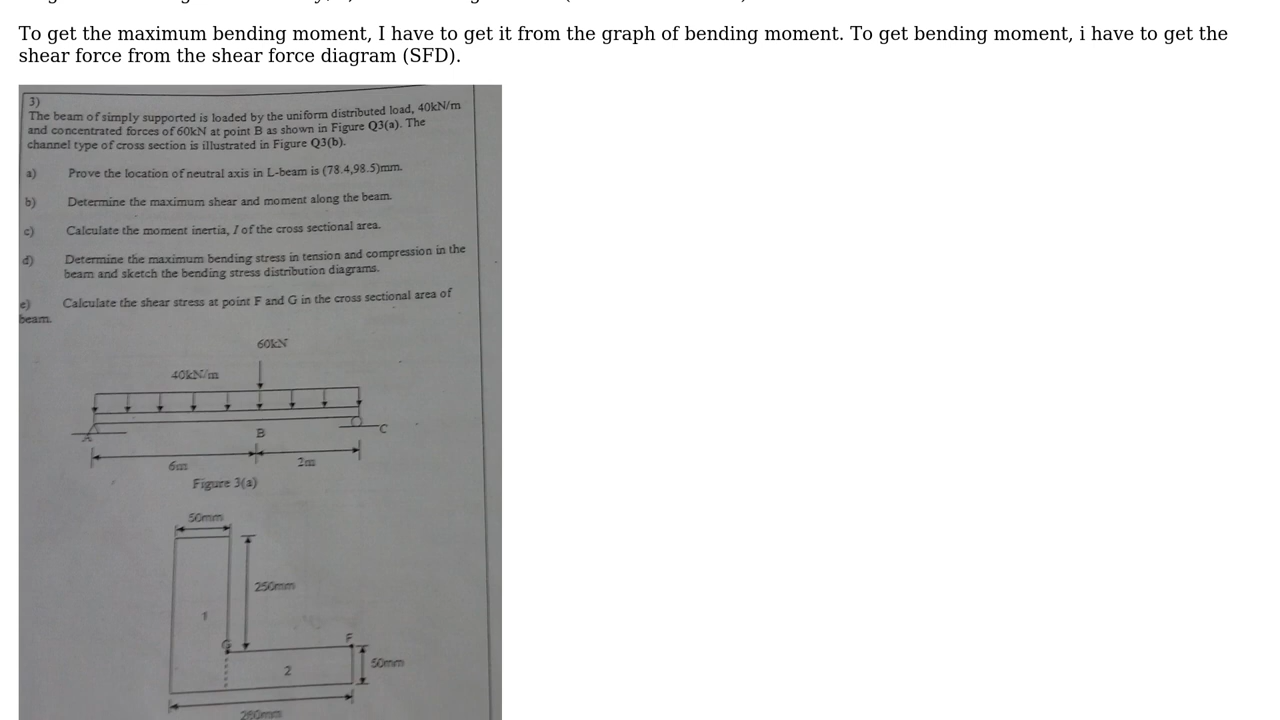 To get the maximum bending moment, I have to get it from the graph of bending moment. To get bending moment, i have to get the
shear force from the shear force diagram (SFD).
3)
The beam of simply supported is loaded by the uniform distributed load, 40kN/m
and concentrated forces of 60kN at point B as shown in Figure Q3(a). The
channel type of cross section is illustrated in Figure Q3(b).
a) Prove the location of neutral axis in L-beam is (78.4,98.5)mm.
b) Determine the maximum shear and moment along the beam.
c) Calculate the moment inertia, I of the cross sectional area.
d) Determine the maximum bending stress in tension and compression in the
beam and sketch the bending stress distribution diagrams.
e) Calculate the shear stress at point F and G in the cross sectional area of
beam.
60kN
40kN/m
A
B
C
6m
2m
Figure 3(a)
50mm
250mm
1
G
F
2
50mm